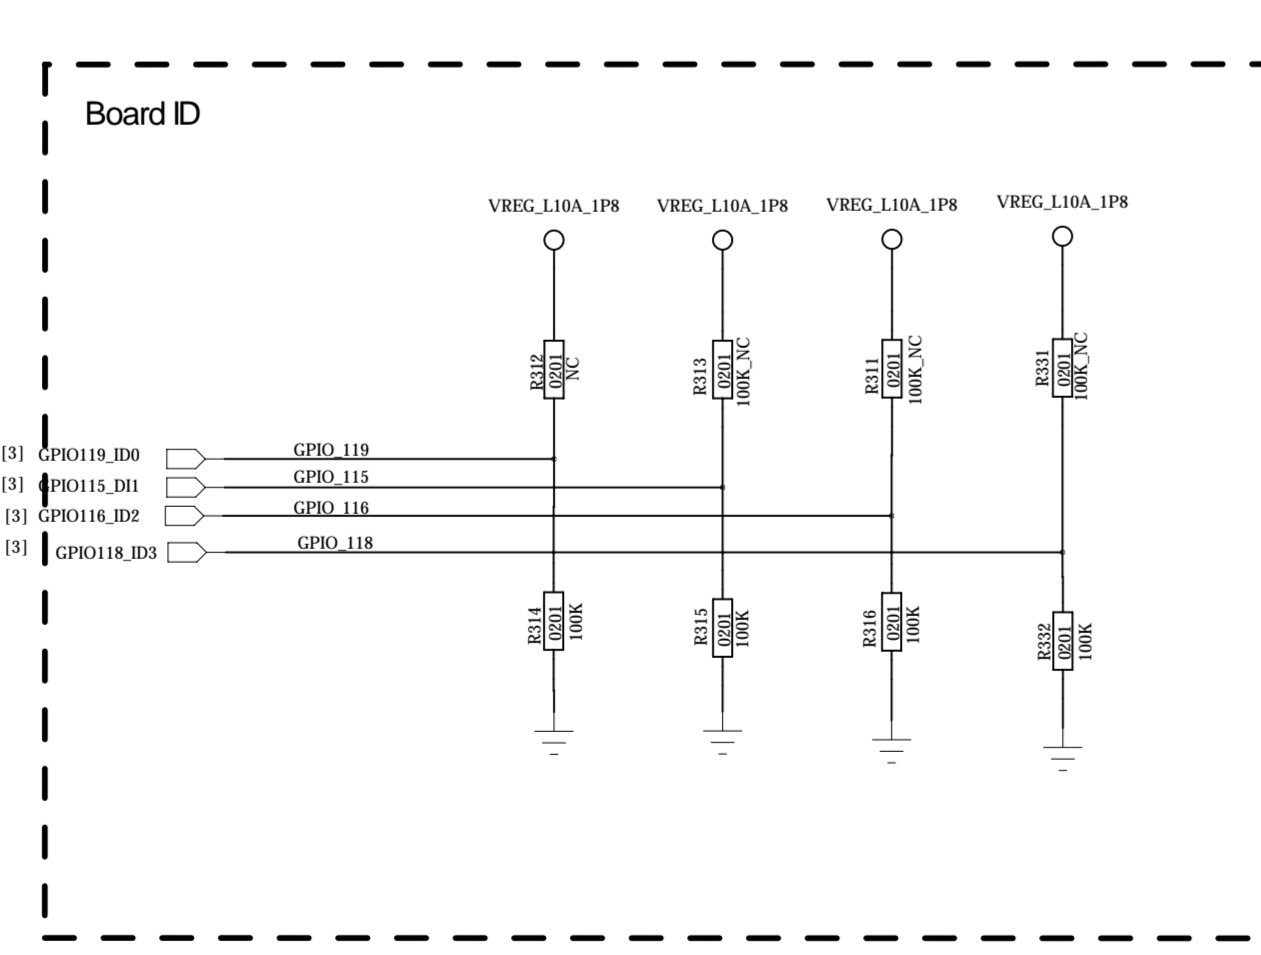 Board ID
VREG_L10A_1P8
VREG_L10A_1P8
VREG_L10A_1P8
VREG_L10A_1P8
R312
0201
NC
R313
0201
100K_NC
R311
0201
100K_NC
R331
0201
100K_NC
[3] GPIO119_ID0
GPIO_119
[3] GPIO115_DI1
GPIO_115
[3] GPIO116_ID2
GPIO_116
[3] GPIO118_ID3
GPIO_118
R314
0201
100K
R315
0201
100K
R316
0201
100K
R332
0201
100K